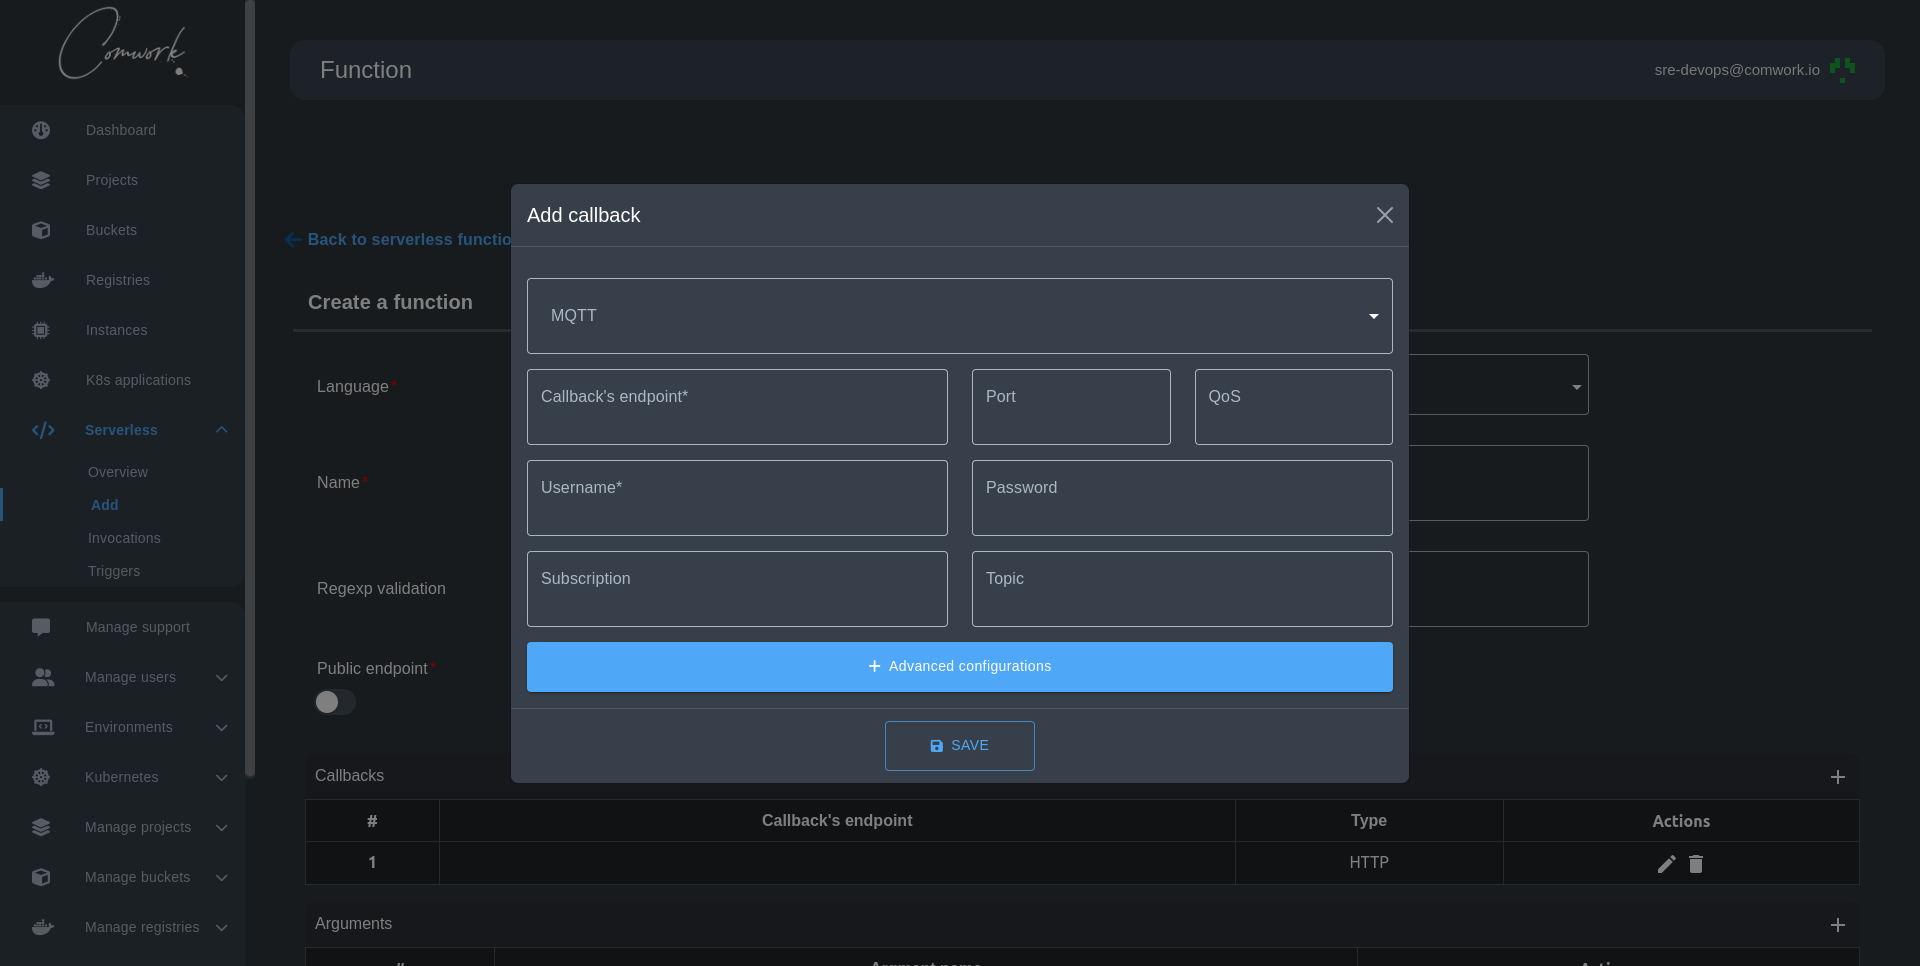 Comwork
Function
sre-devops@comwork.io
Dashboard
Projects
Buckets
Registries
Instances
K8s applications
Serverless
Overview
Add
Invocations
Triggers
Manage support
Manage users
Environments
Kubernetes
Manage projects
Manage buckets
Manage registries
Back to serverless functio
Create a function
Language*
Name*
Regexp validation
Public endpoint*
Add callback
MQTT
Callback's endpoint*
Port
QoS
Username*
Password
Subscription
Topic
Advanced configurations
SAVE
Callbacks
# Callback's endpoint Type Actions
1 HTTP
Arguments